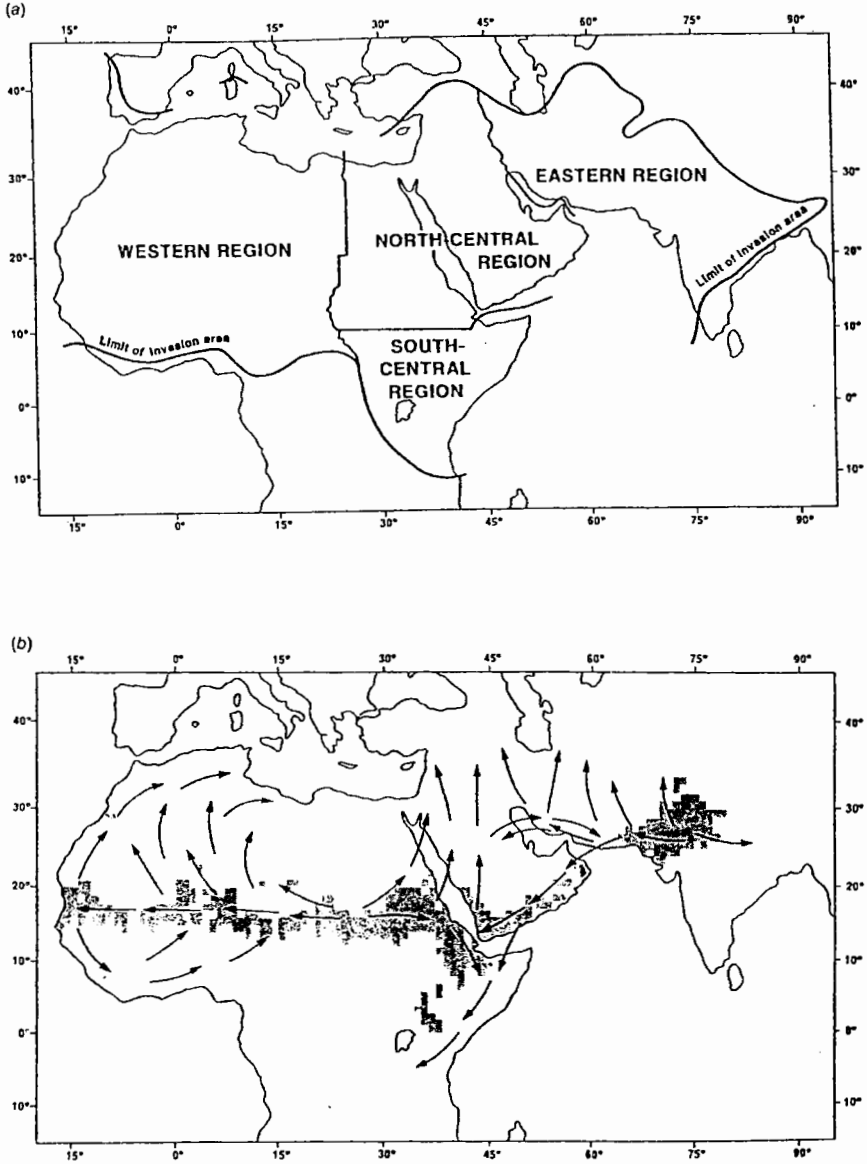 (a)
15° 0° 15° 30° 45° 60° 75° 90°
40° 40°
30° EASTERN REGION 30°
WESTERN REGION NORTH-CENTRAL
REGION
Limit of invasion area
20° 20°
10° 10°
Limit of invasion area
SOUTH-
CENTRAL
REGION
0° 0°
10° 10°
15° 0° 15° 30° 45° 60° 75° 90°
(b)
15° 0° 15° 30° 45° 60° 75° 90°
40° 40°
30° 30°
20° 20°
10° 10°
0° 0°
10° 10°
15° 0° 15° 30° 45° 60° 75° 90°